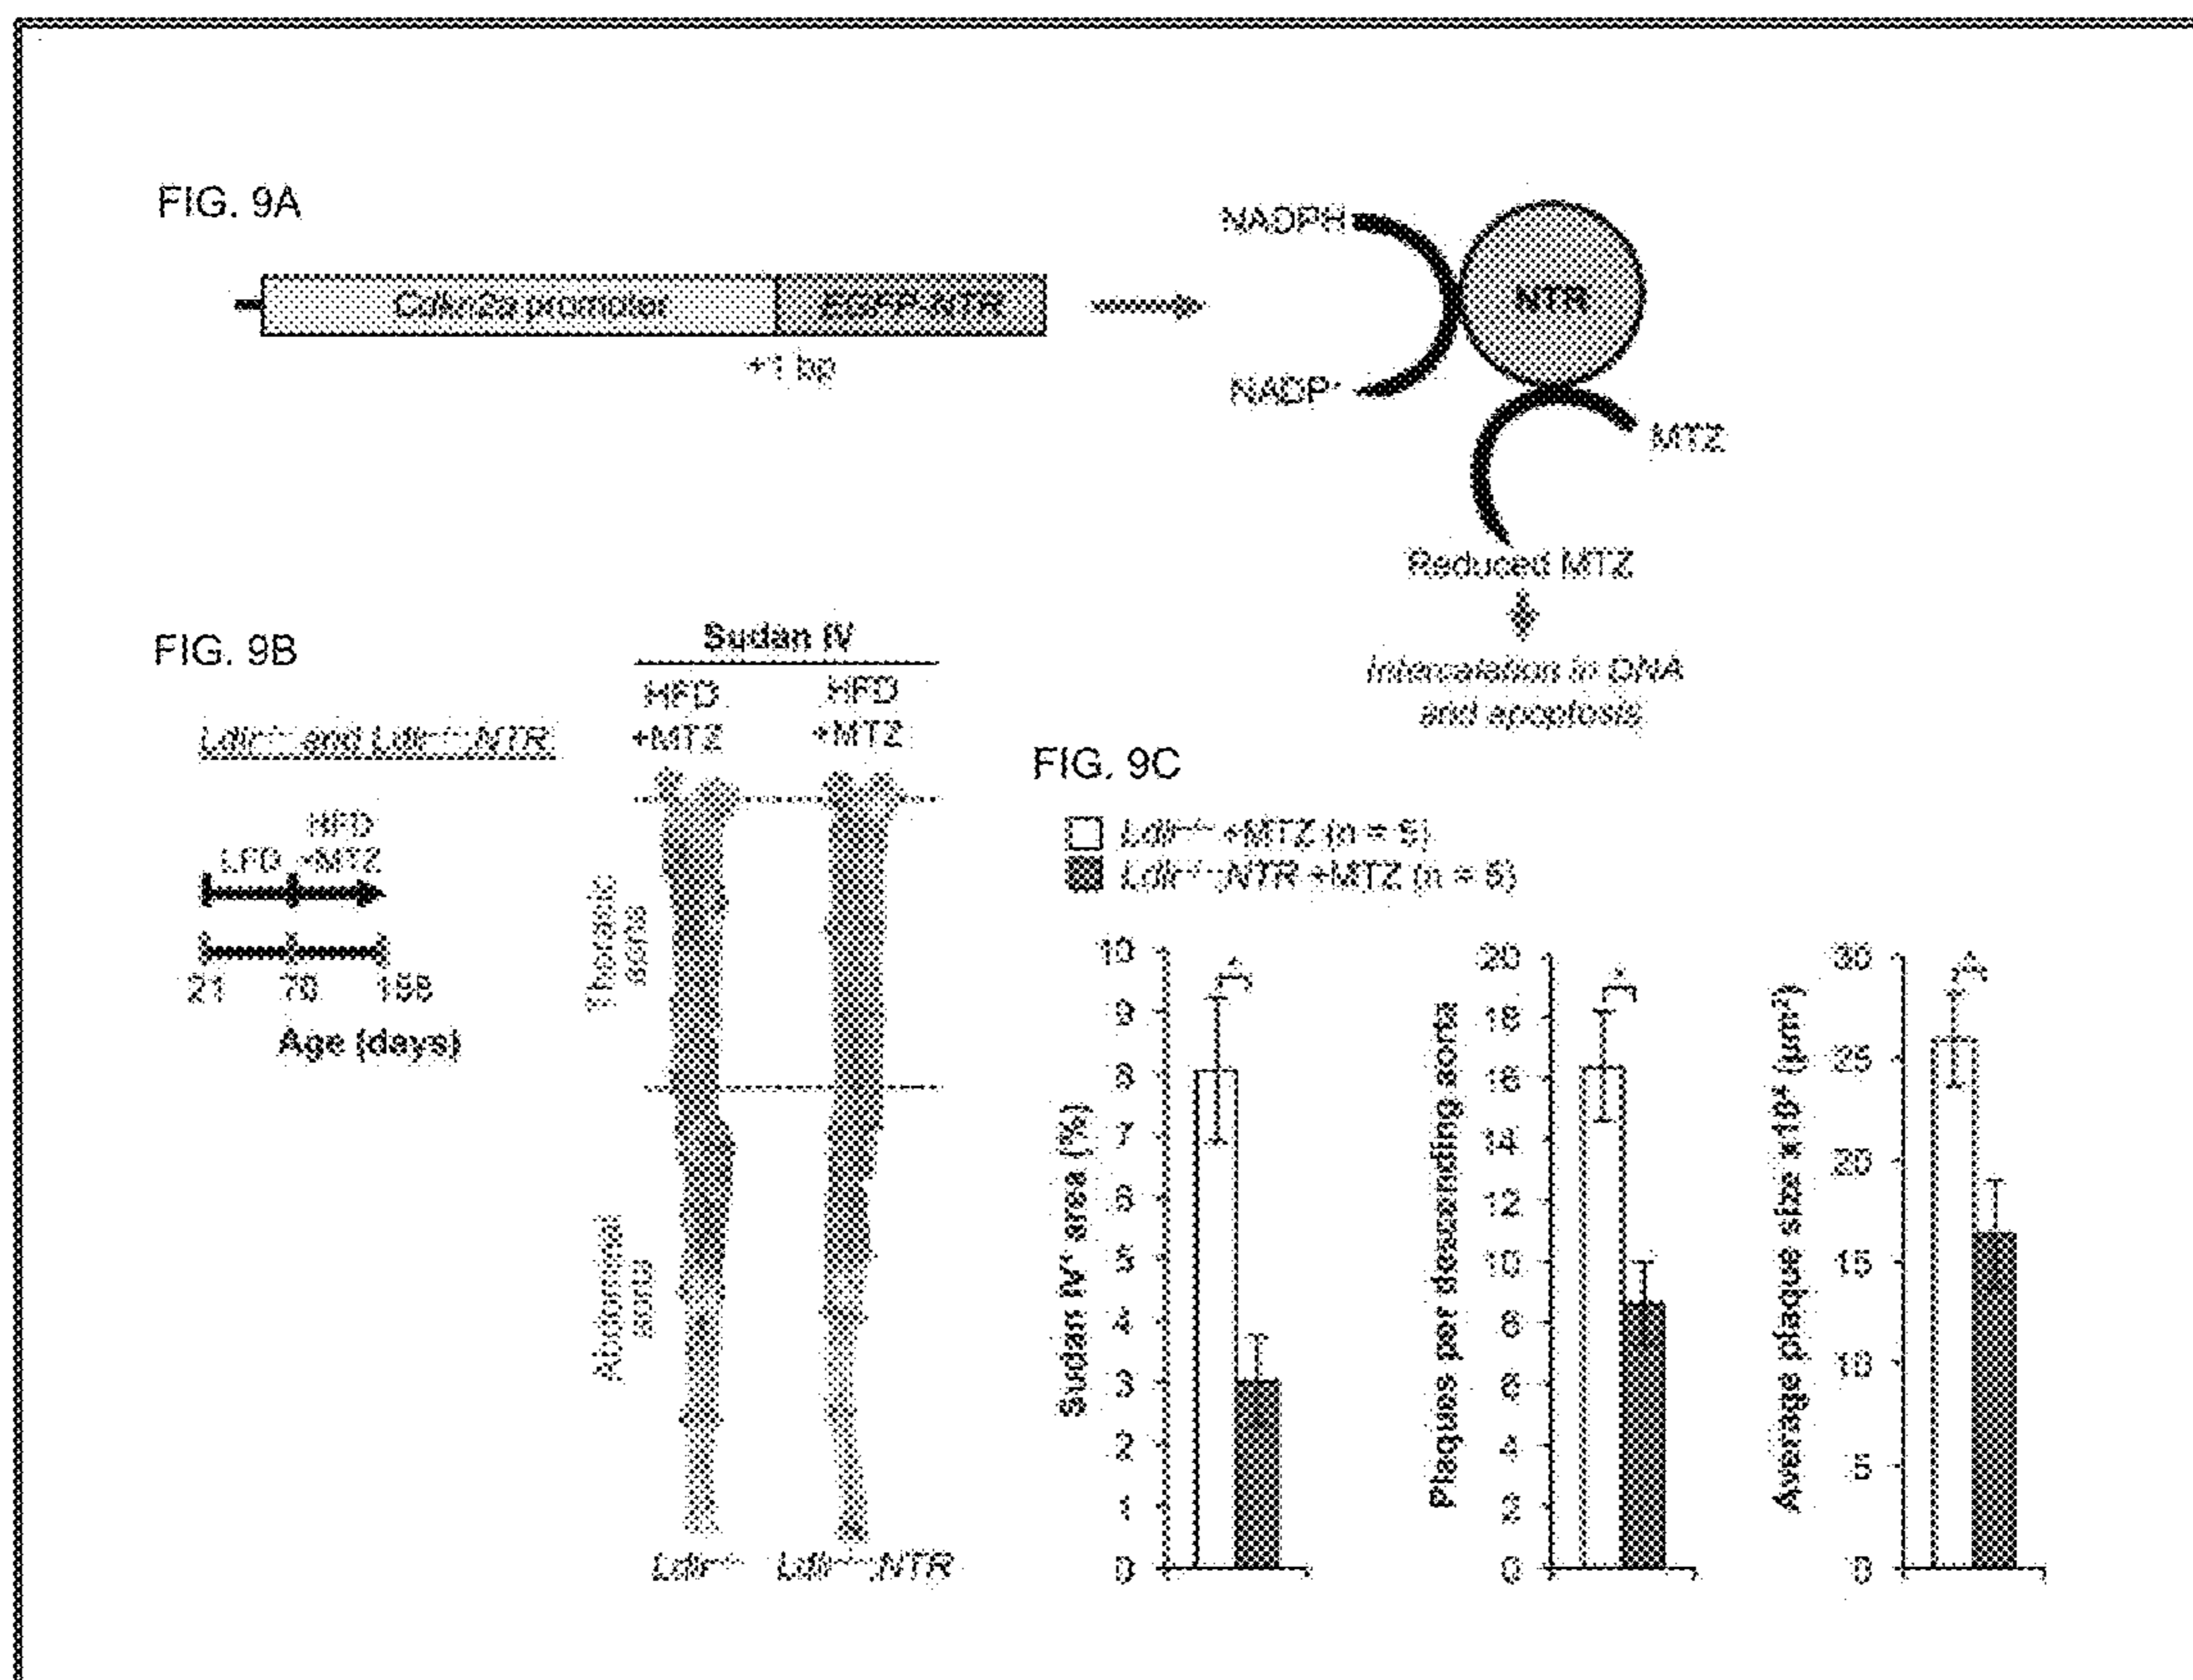 FIG. 9A
Cdkn2a promoter
EGFP-NTR
+1 bp
NADPH
NADP+
NTR
MTZ
Reduced MTZ
Intercalation in DNA
and apoptosis
FIG. 9B
Ldlr-/- and Ldlr-/-;NTR
LFD
HFD
+MTZ
21
Age (days)
Sudan IV
HFD
+MTZ
HFD
+MTZ
Thoracic
aorta
Abdominal
aorta
Ldlr-/-
Ldlr-/-;NTR
FIG. 9C
Ldlr-/- +MTZ (n =
Ldlr-/-;NTR +MTZ (n =
Sudan IV+ area (%)
10
9
8
7
6
5
4
3
2
1
0
Plaques per descending aorta
20
18
16
14
12
10
8
6
4
2
0
Average plaque size x10⁴ (µm²)
30
25
20
15
10
5
0